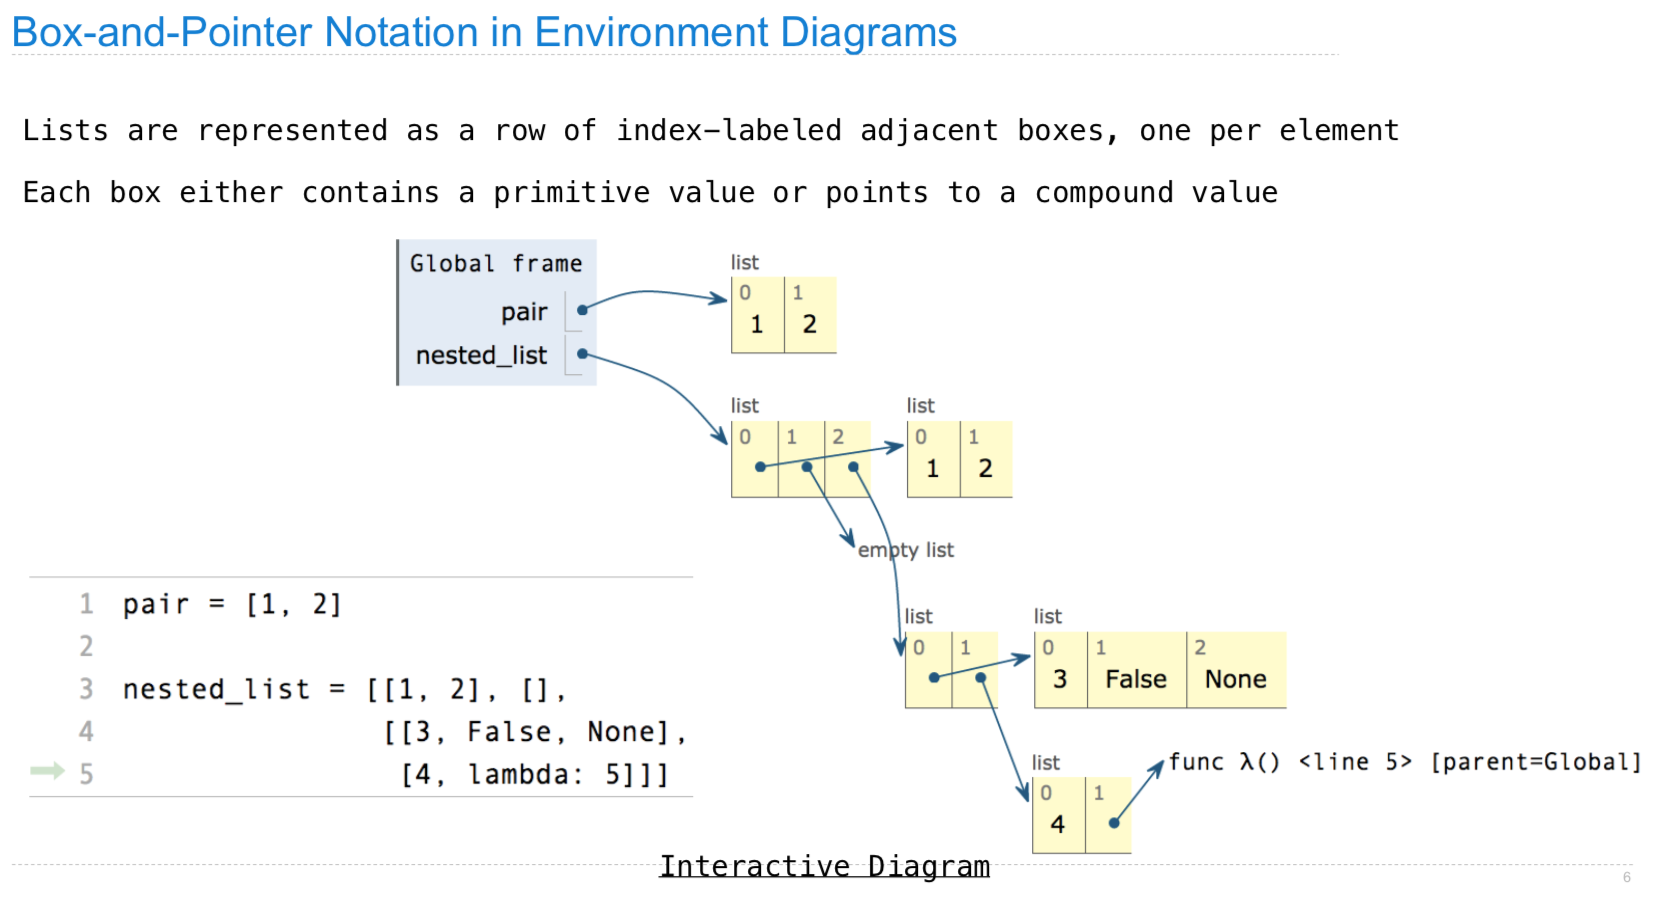 Box-and-Pointer Notation in Environment Diagrams
Lists are represented as a row of index-labeled adjacent boxes, one per element
Each box either contains a primitive value or points to a compound value
Global frame
pair
nested_list
list
0 1
1 2
list
0 1 2
list
0 1
1 2
empty list
list
0 1
list
0 1 2
3 False None
list
0 1
4
func λ() <line 5> [parent=Global]
1 pair = [1, 2]
2
3 nested_list = [[1, 2], [],
4 [[3, False, None],
5 [4, lambda: 5]]]
Interactive Diagram
6